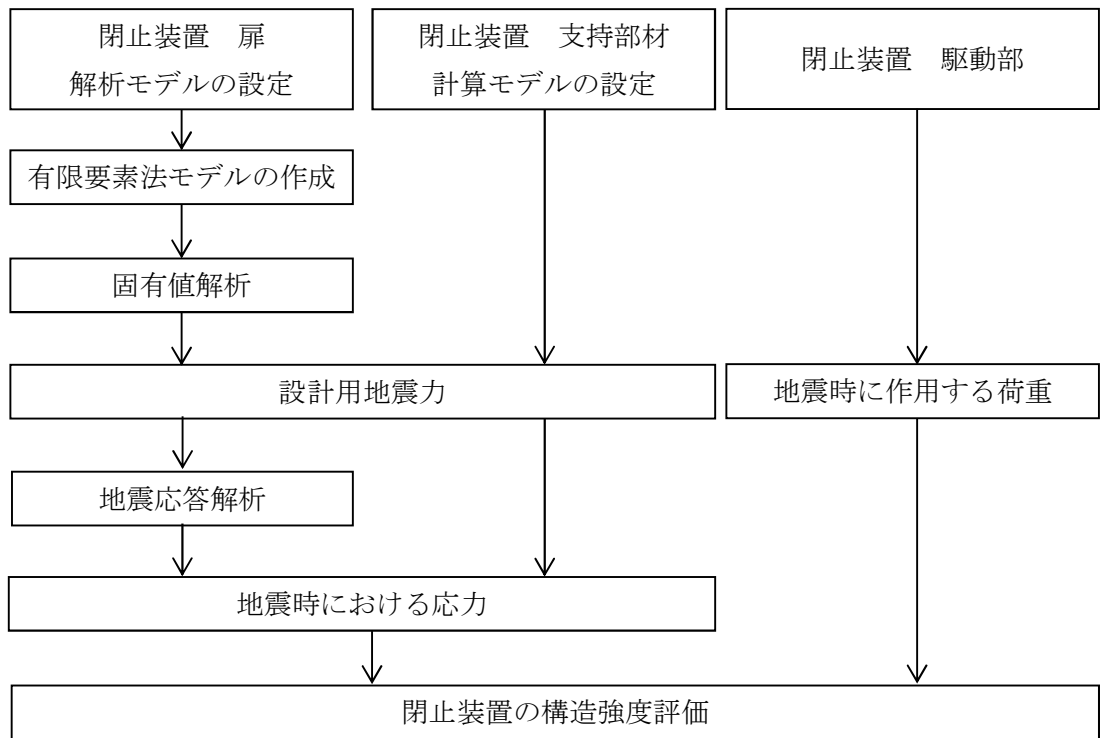 閉止装置　扉
解析モデルの設定
閉止装置　支持部材
計算モデルの設定
閉止装置　駆動部
有限要素法モデルの作成
固有値解析
設計用地震力
地震時に作用する荷重
地震応答解析
地震時における応力
閉止装置の構造強度評価